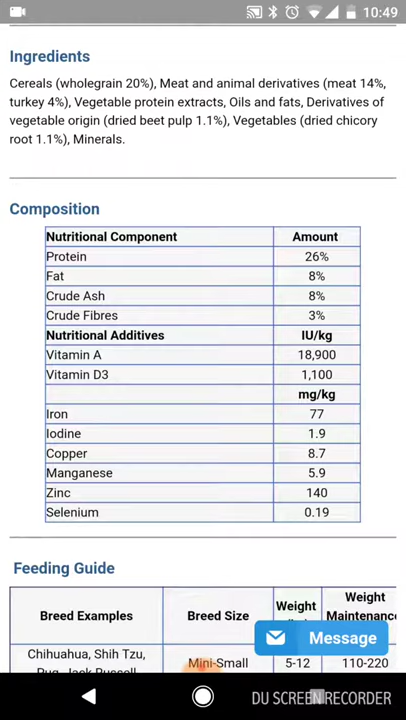 10:49
Ingredients
Cereals (wholegrain 20%), Meat and animal derivatives (meat 14%,
turkey 4%), Vegetable protein extracts, Oils and fats, Derivatives of
vegetable origin (dried beet pulp 1.1%), Vegetables (dried chicory
root 1.1%), Minerals.
Composition
Nutritional Component Amount
Protein 26%
Fat 8%
Crude Ash 8%
Crude Fibres 3%
Nutritional Additives IU/kg
Vitamin A 18,900
Vitamin D3 1,100
mg/kg
Iron 77
Iodine 1.9
Copper 8.7
Manganese 5.9
Zinc 140
Selenium 0.19
Feeding Guide
Breed Examples Breed Size Weight Weight
Maintenance
Message
Chihuahua, Shih Tzu,
Pug, Jack Russell Mini-Small 5-12 110-220
DU SCREEN RECORDER